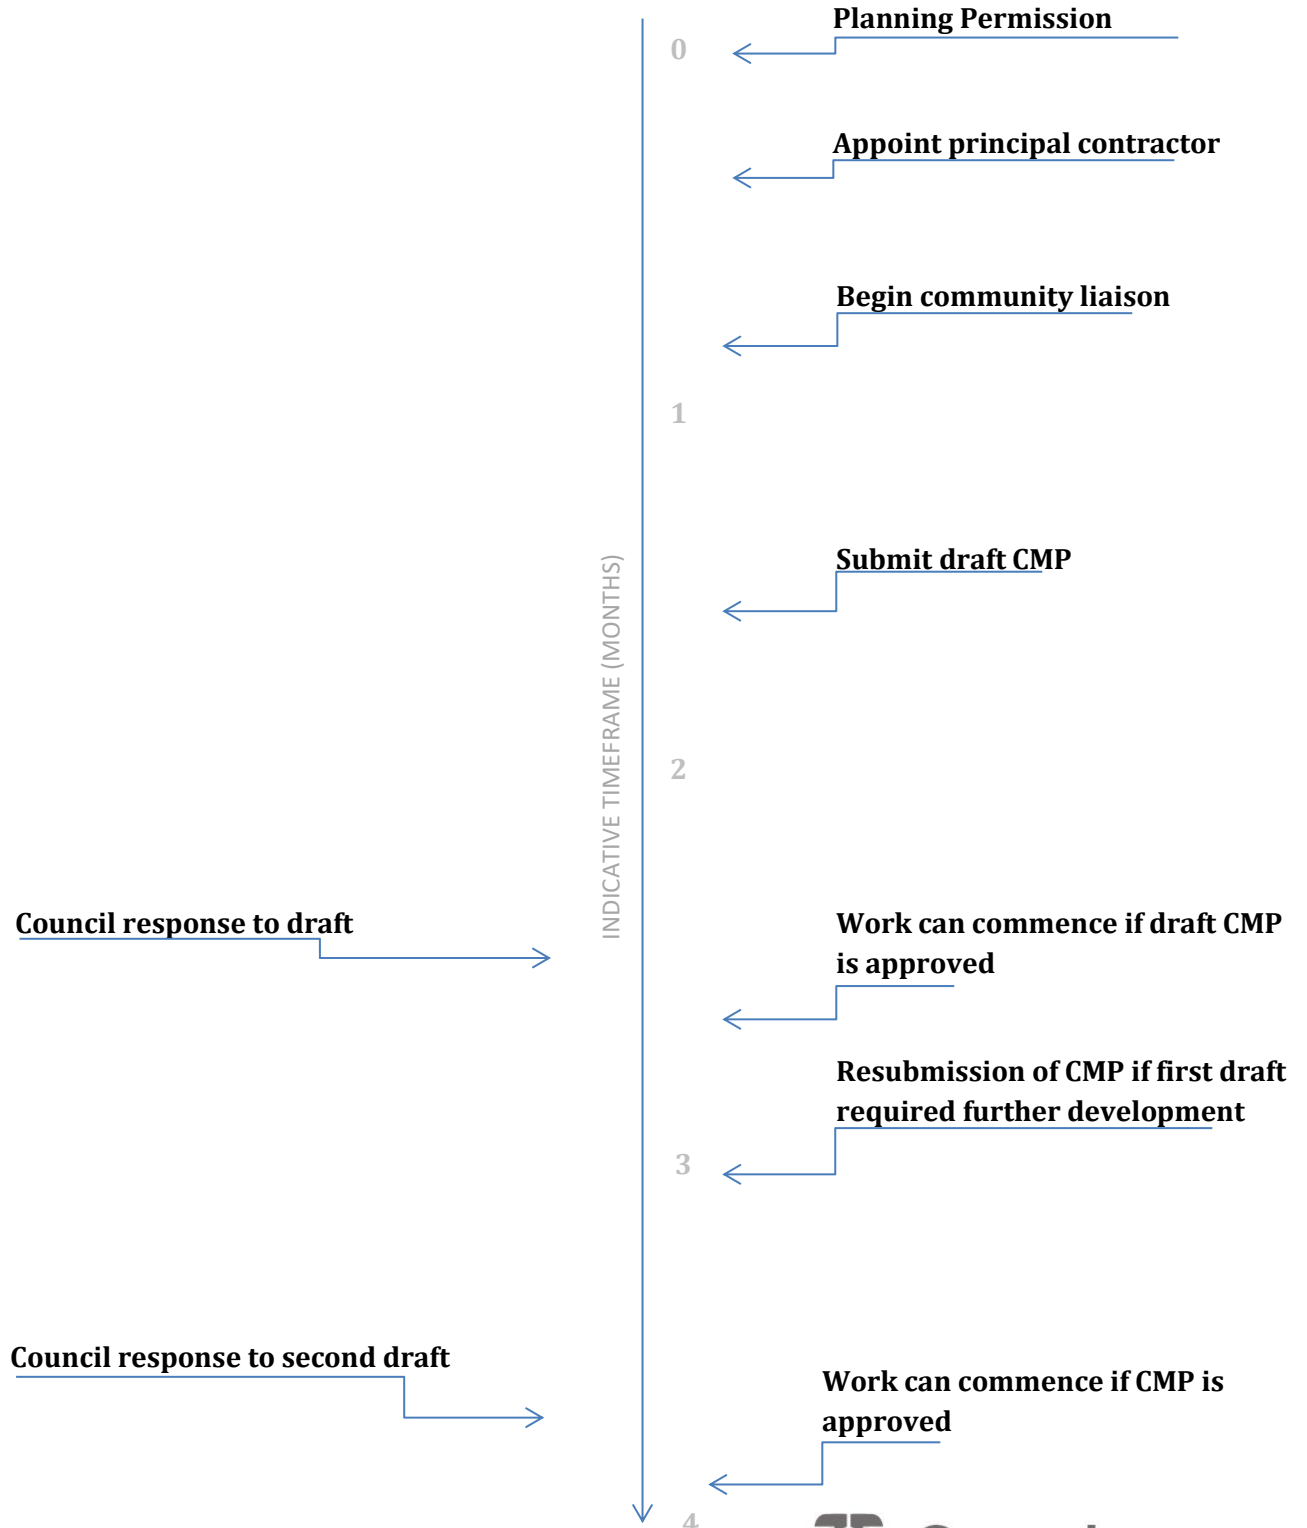 Planning Permission
0
Appoint principal contractor
Begin community liaison
1
Submit draft CMP
INDICATIVE TIMEFRAME (MONTHS)
2
Council response to draft
Work can commence if draft CMP
is approved
Resubmission of CMP if first draft
required further development
3
Council response to second draft
Work can commence if CMP is
approved
4